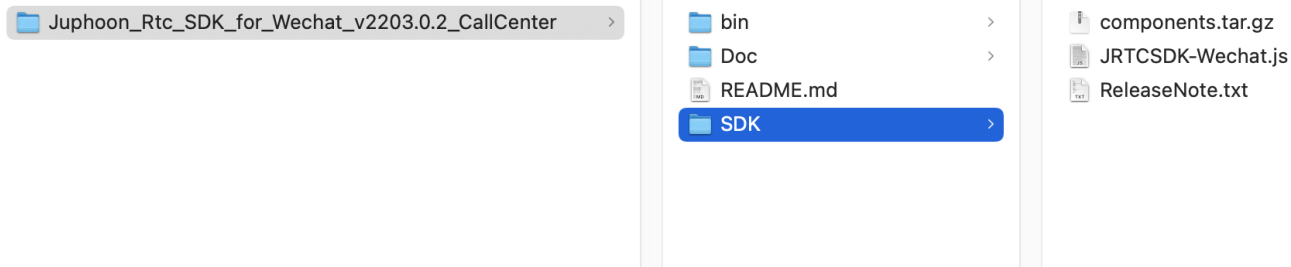 Juphoon_Rtc_SDK_for_Wechat_v2203.0.2_CallCenter
bin
Doc
README.md
SDK
components.tar.gz
JRTCSDK-Wechat.js
ReleaseNote.txt